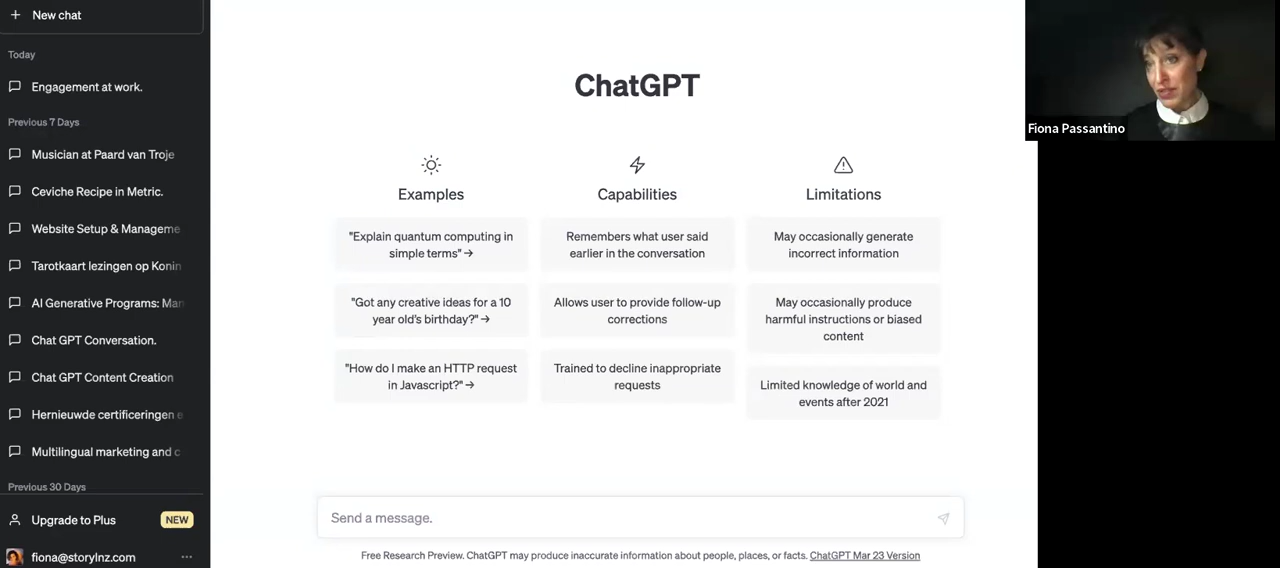 New chat
Today
Engagement at work.
Previous 7 Days
Musician at Paard van Troje
Ceviche Recipe in Metric.
Website Setup & Manageme
Tarotkaart lezingen op Konin
AI Generative Programs: Man
Chat GPT Conversation.
Chat GPT Content Creation
Hernieuwde certificeringen e
Multilingual marketing and c
Previous 30 Days
Upgrade to Plus
NEW
fiona@storylnz.com
ChatGPT
Examples
"Explain quantum computing in
simple terms" →
"Got any creative ideas for a 10
year old's birthday?" →
"How do I make an HTTP request
in Javascript?" →
Capabilities
Remembers what user said
earlier in the conversation
Allows user to provide follow-up
corrections
Trained to decline inappropriate
requests
Limitations
May occasionally generate
incorrect information
May occasionally produce
harmful instructions or biased
content
Limited knowledge of world and
events after 2021
Send a message.
Free Research Preview. ChatGPT may produce inaccurate information about people, places, or facts. ChatGPT Mar 23 Version
Fiona Passantino